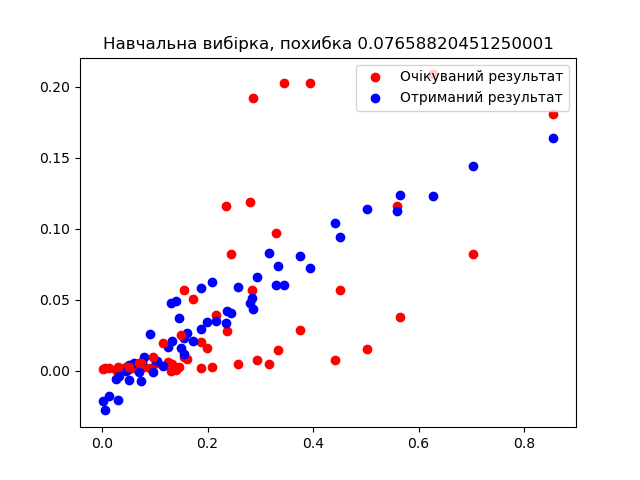 Навчальна вибірка, похибка 0.07658820451250001
Очікуваний результат
Отриманий результат
0.20
0.15
0.10
0.05
0.00
0.0 0.2 0.4 0.6 0.8